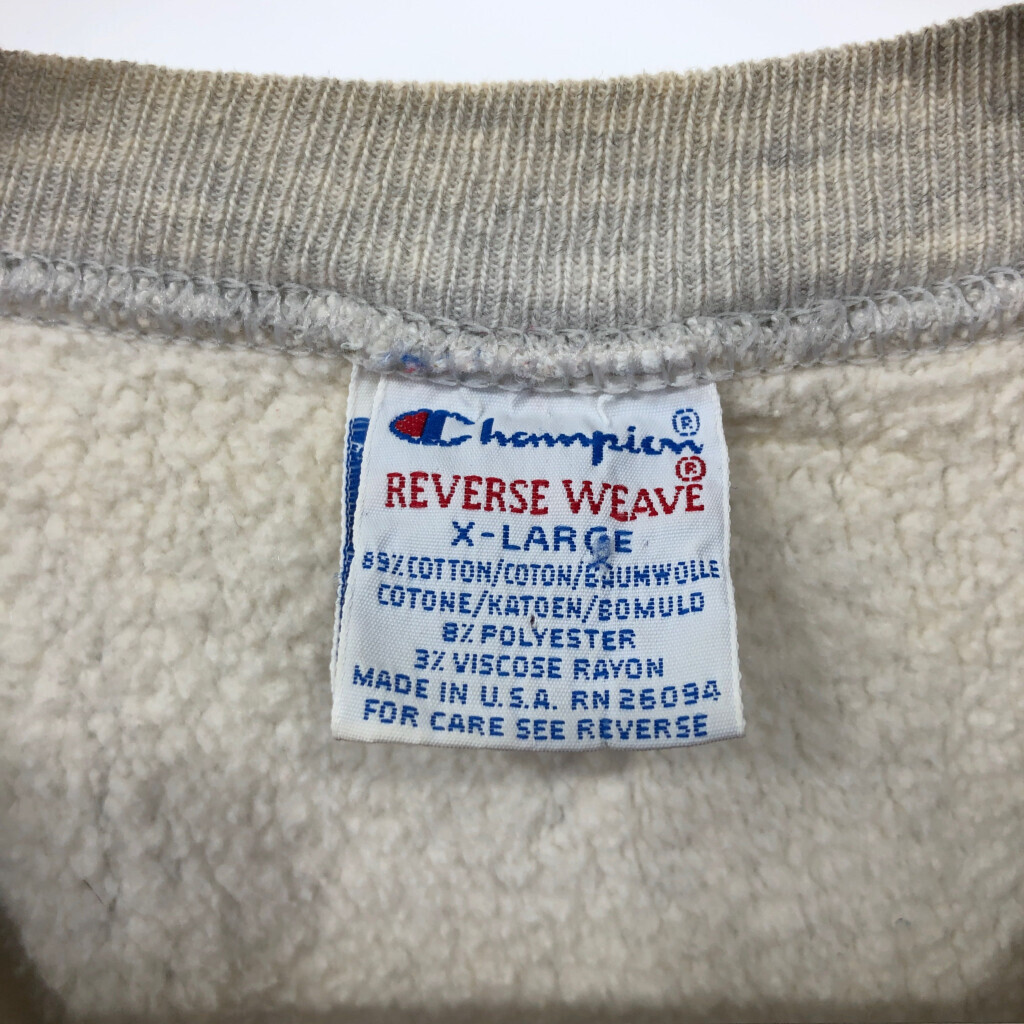 Champion®
REVERSE WEAVE®
X-LARGE
89% COTTON/COTON/BAUMWOLLE
COTONE/KATOEN/BOMULD
8% POLYESTER
3% VISCOSE RAYON
MADE IN U.S.A. RN 26094
FOR CARE SEE REVERSE